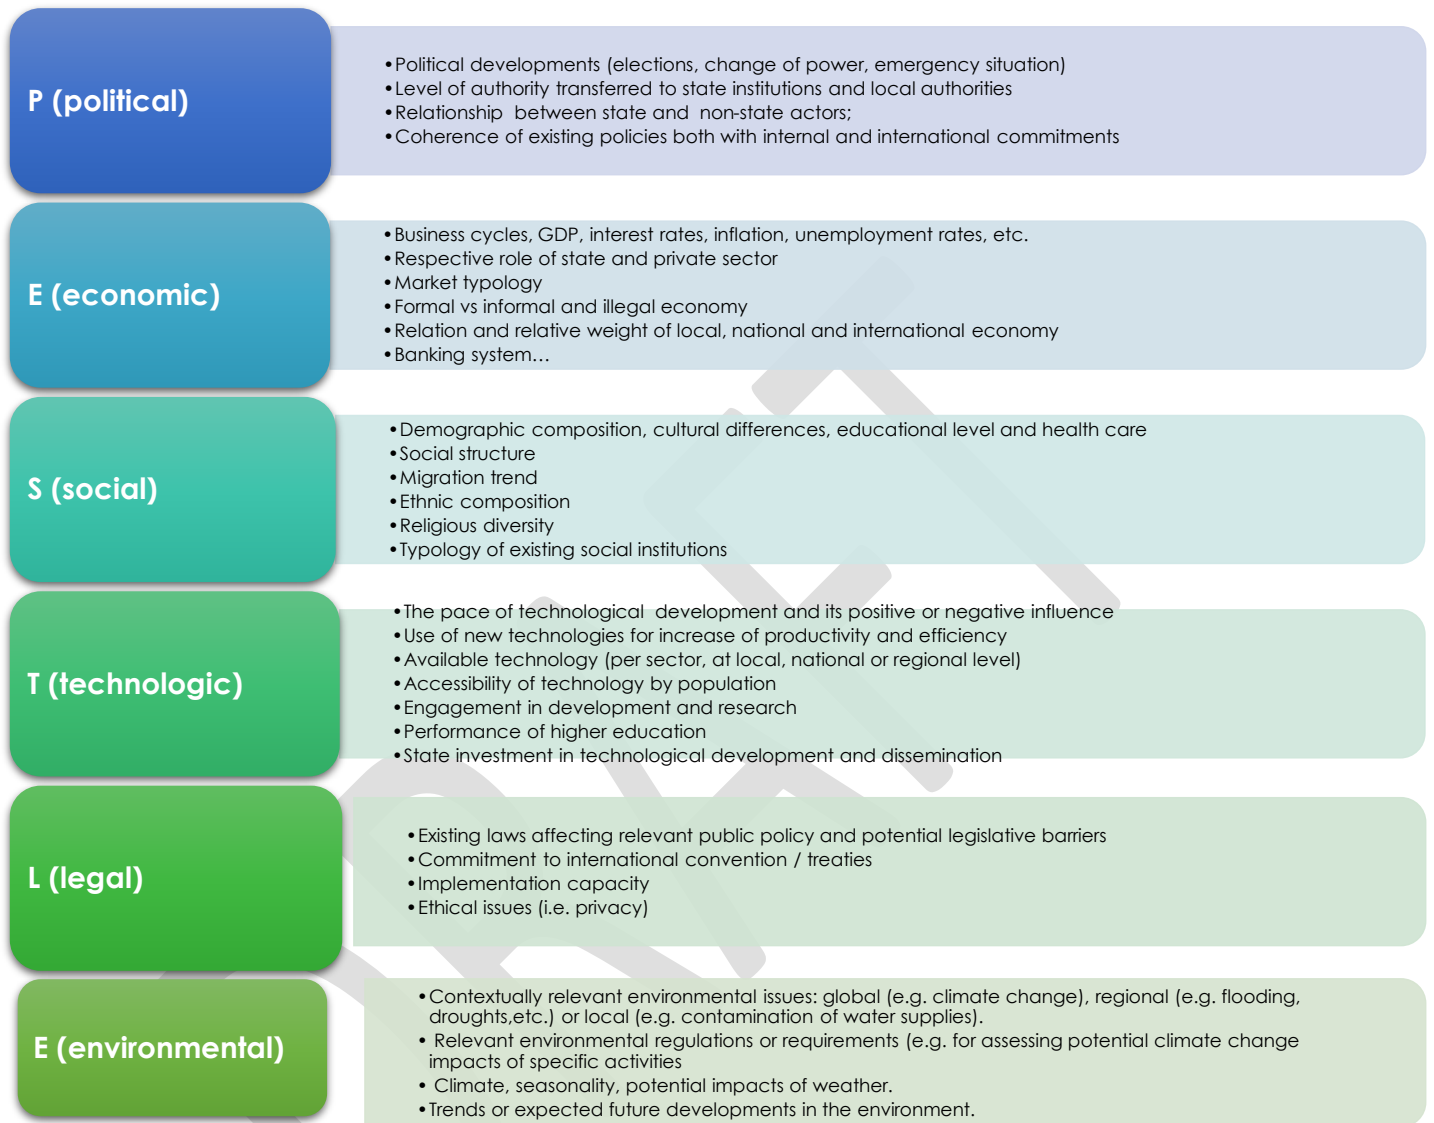 P (political)
•Political developments (elections, change of power, emergency situation)
•Level of authority transferred to state institutions and local authorities
•Relationship  between state and  non-state actors;
•Coherence of existing policies both with internal and international commitments
E (economic)
•Business cycles, GDP, interest rates, inflation, unemployment rates, etc.
•Respective role of state and private sector
•Market typology
•Formal vs informal and illegal economy
•Relation and relative weight of local, national and international economy
•Banking system…
S (social)
•Demographic composition, cultural differences, educational level and health care
•Social structure
•Migration trend
•Ethnic composition
•Religious diversity
•Typology of existing social institutions
T (technologic)
•The pace of technological  development and its positive or negative influence
•Use of new technologies for increase of productivity and efficiency
•Available technology (per sector, at local, national or regional level)
•Accessibility of technology by population
•Engagement in development and research
•Performance of higher education
•State investment in technological development and dissemination
L (legal)
•Existing laws affecting relevant public policy and potential legislative barriers
•Commitment to international convention / treaties
•Implementation capacity
•Ethical issues (i.e. privacy)
E (environmental)
•Contextually relevant environmental issues: global (e.g. climate change), regional (e.g. flooding,
droughts,etc.) or local (e.g. contamination of water supplies).
• Relevant environmental regulations or requirements (e.g. for assessing potential climate change
impacts of specific activities
• Climate, seasonality, potential impacts of weather.
•Trends or expected future developments in the environment.
DRAFT